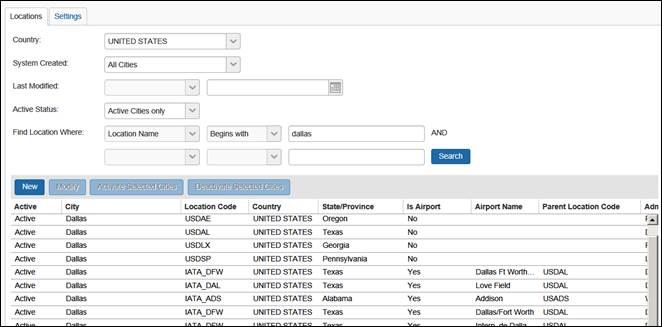 Locations Settings
Country: UNITED STATES
System Created: All Cities
Last Modified:
Active Status: Active Cities only
Find Location Where: Location Name Begins with dallas AND
Search
New Modify Activate Selected Cities Deactivate Selected Cities
Active City Location Code Country State/Province Is Airport Airport Name Parent Location Code
Active Dallas USDAE UNITED STATES Oregon No
Active Dallas USDAL UNITED STATES Texas No
Active Dallas USDLX UNITED STATES Georgia No
Active Dallas USDSP UNITED STATES Pennsylvania No
Active Dallas IATA_DFW UNITED STATES Texas Yes Dallas Ft Worth... USDAL
Active Dallas IATA_DAL UNITED STATES Texas Yes Love Field USDAL
Active Dallas IATA_ADS UNITED STATES Alabama Yes Addison USADS
Active Dallas IATA_DFW UNITED STATES Texas Yes Dallas/Fort Worth USDAL
Active Dallas IATA_DFW UNITED STATES Texas Yes Intern. de Dalla USDAL